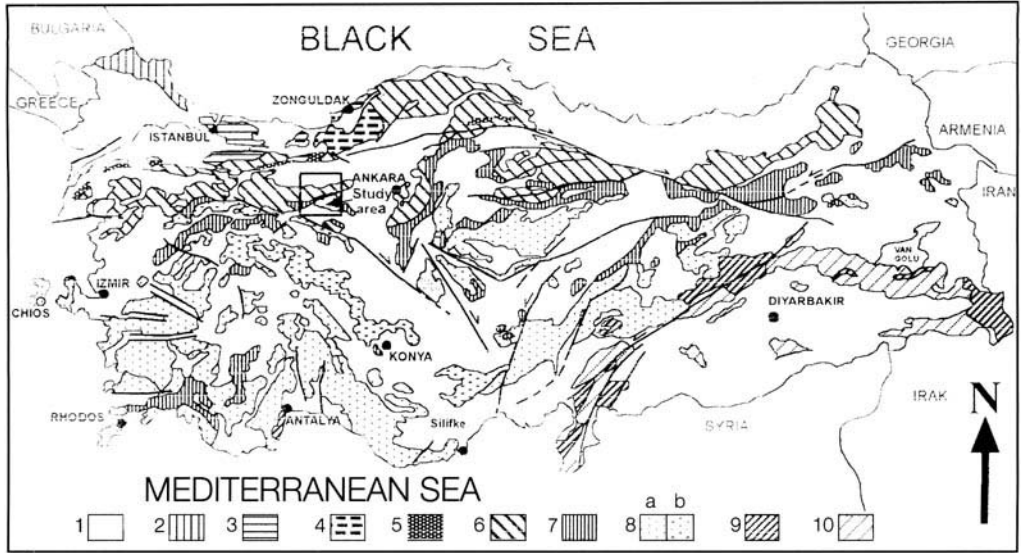 BULGARIA
BLACK SEA
GEORGIA
GREECE
ZONGULDAK
ISTANBUL
ARMENIA
ANKARA
Study
area
IRAN
VAN
GOLU
IZMIR
CHIOS
DIYARBAKIR
KONYA
RHODOS
ANTALYA
Silifke
SYRIA
IRAK
N
MEDITERRANEAN SEA
a b
1 2 3 4 5 6 7 8 9 10